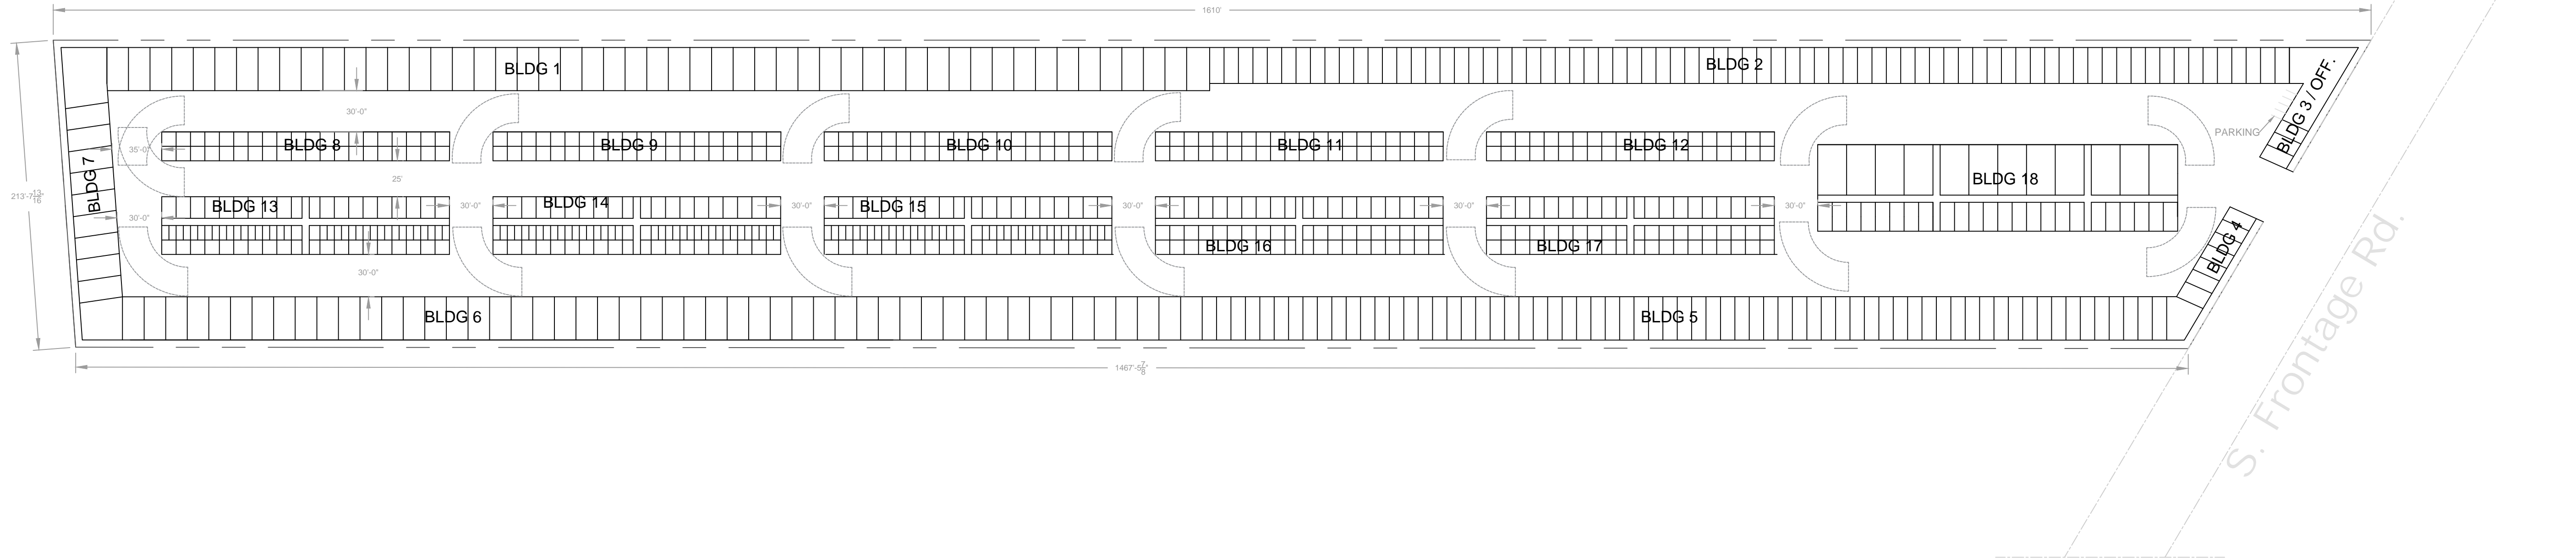 1610'
BLDG 1
BLDG 2
BLDG 3 / OFF.
30'-0"
PARKING
BLDG 8
BLDG 9
BLDG 10
BLDG 11
BLDG 12
35'-0"
BLDG 7
25'
BLDG 18
213'-7 13/16"
BLDG 13
BLDG 14
BLDG 15
30'-0"
30'-0"
30'-0"
30'-0"
30'-0"
30'-0"
BLDG 16
BLDG 17
BLDG 4
30'-0"
BLDG 6
BLDG 5
1467'-5 7/8"
S. Frontage Rd.